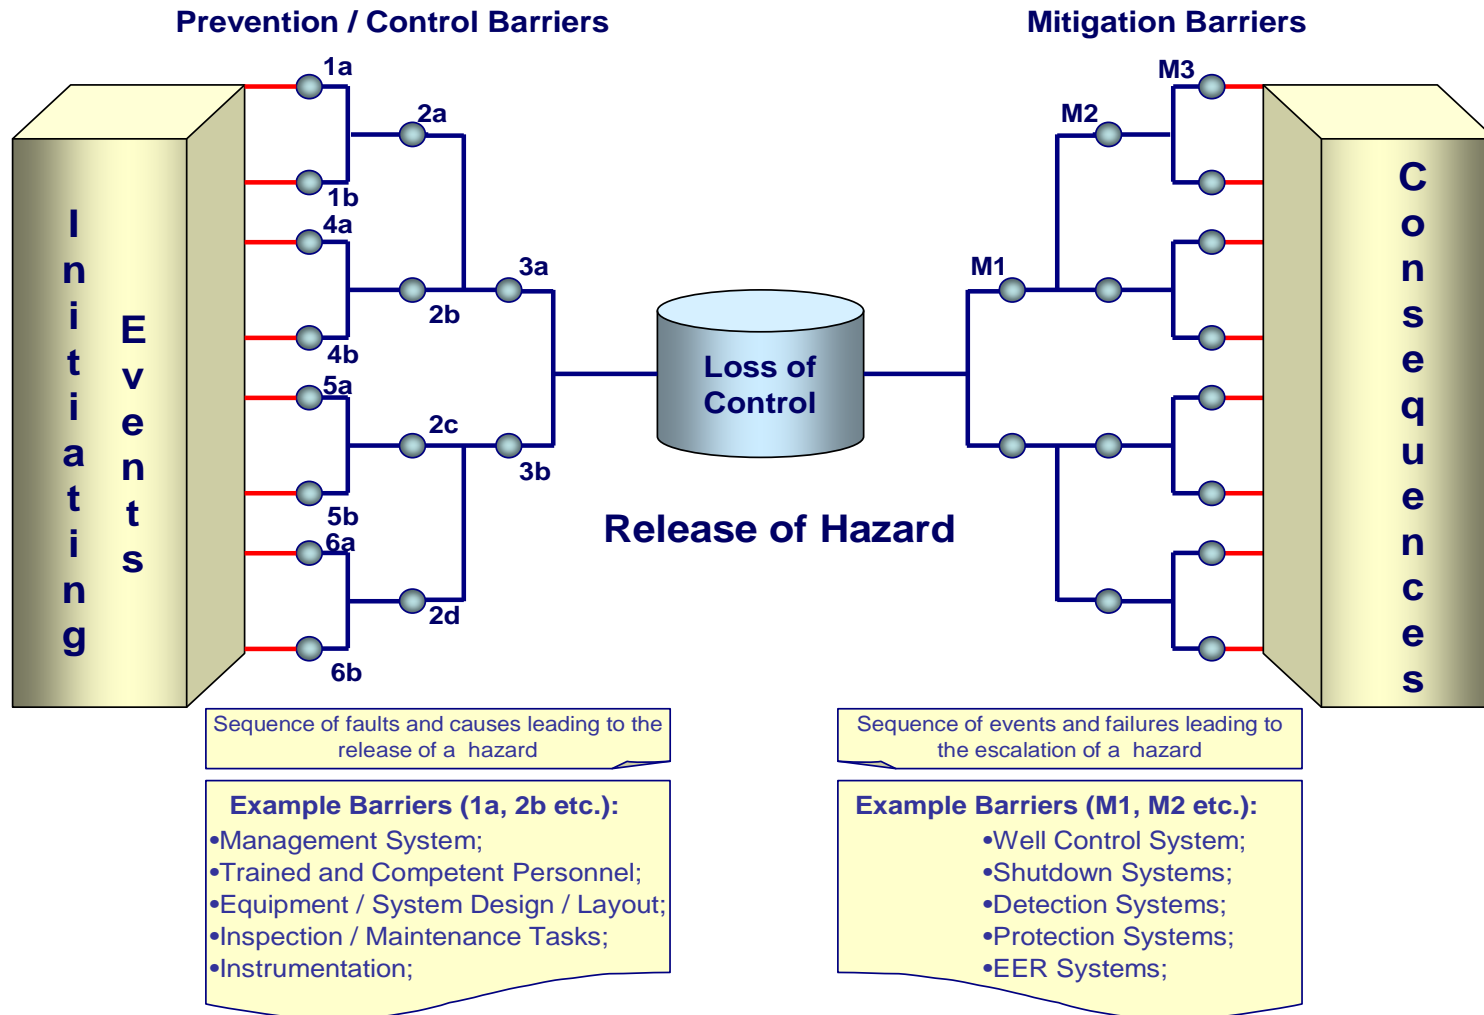 Prevention / Control Barriers
Mitigation Barriers
1a
2a
1b
4a
3a
2b
4b
5a
2c
3b
5b
6a
2d
6b
M3
M2
M1
Initiating
Events
Loss of
Control
Release of Hazard
Consequences
Sequence of faults and causes leading to the
release of a hazard
Sequence of events and failures leading to
the escalation of a hazard
Example Barriers (1a, 2b etc.):
•Management System;
•Trained and Competent Personnel;
•Equipment / System Design / Layout;
•Inspection / Maintenance Tasks;
•Instrumentation;
Example Barriers (M1, M2 etc.):
•Well Control System;
•Shutdown Systems;
•Detection Systems;
•Protection Systems;
•EER Systems;